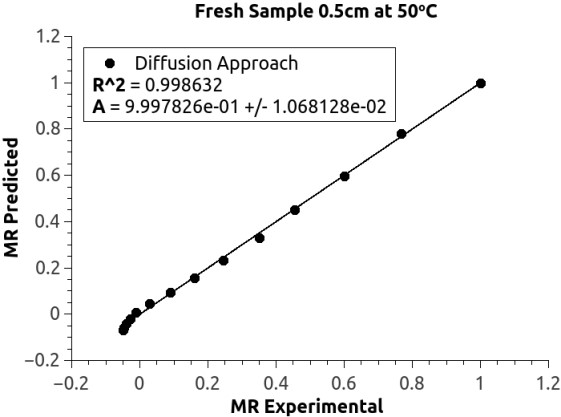 Fresh Sample 0.5cm at 50ºC
1.2
1
0.8
0.6
0.4
0.2
0
−0.2
Diffusion Approach
R^2 = 0.998632
A = 9.997826e-01 +/- 1.068128e-02
MR Predicted
−0.2 0 0.2 0.4 0.6 0.8 1 1.2
MR Experimental